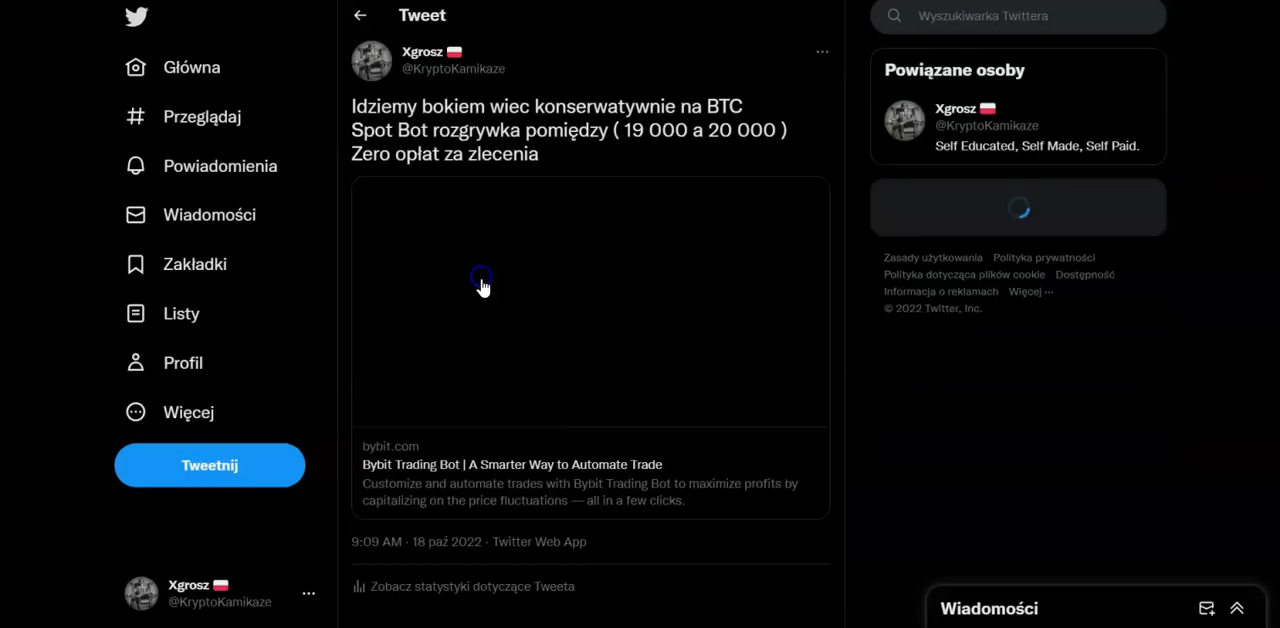 Główna
Przeglądaj
Powiadomienia
Wiadomości
Zakładki
Listy
Profil
Więcej
Tweetnij
Xgrosz
@KryptoKamikaze
Tweet
Xgrosz
@KryptoKamikaze
Idziemy bokiem wiec konserwatywnie na BTC
Spot Bot rozgrywka pomiędzy ( 19 000 a 20 000 )
Zero opłat za zlecenia
bybit.com
Bybit Trading Bot | A Smarter Way to Automate Trade
Customize and automate trades with Bybit Trading Bot to maximize profits by
capitalizing on the price fluctuations — all in a few clicks.
9:09 AM · 18 paź 2022 · Twitter Web App
Zobacz statystyki dotyczące Tweeta
Wyszukiwarka Twittera
Powiązane osoby
Xgrosz
@KryptoKamikaze
Self Educated, Self Made, Self Paid.
Zasady użytkowania Polityka prywatności
Polityka dotycząca plików cookie Dostępność
Informacja o reklamach Więcej ···
© 2022 Twitter, Inc.
Wiadomości